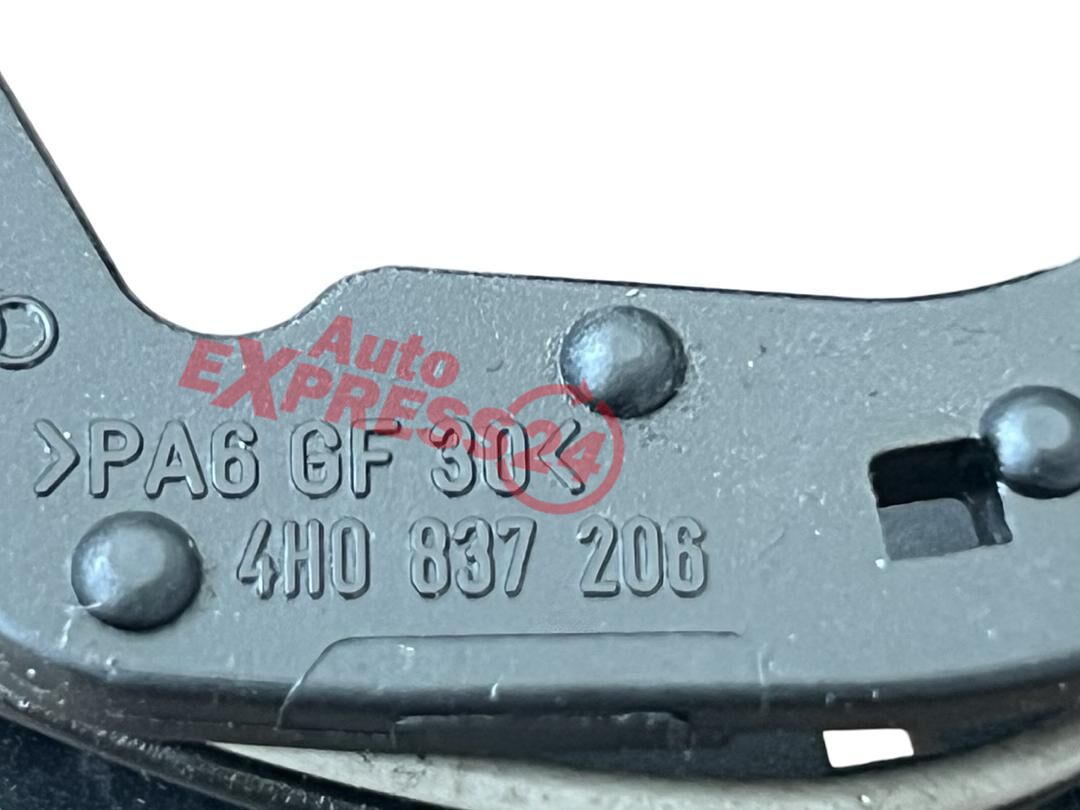 Auto
EXPRESS24
>PA6 GF 30<
4H0 837 206